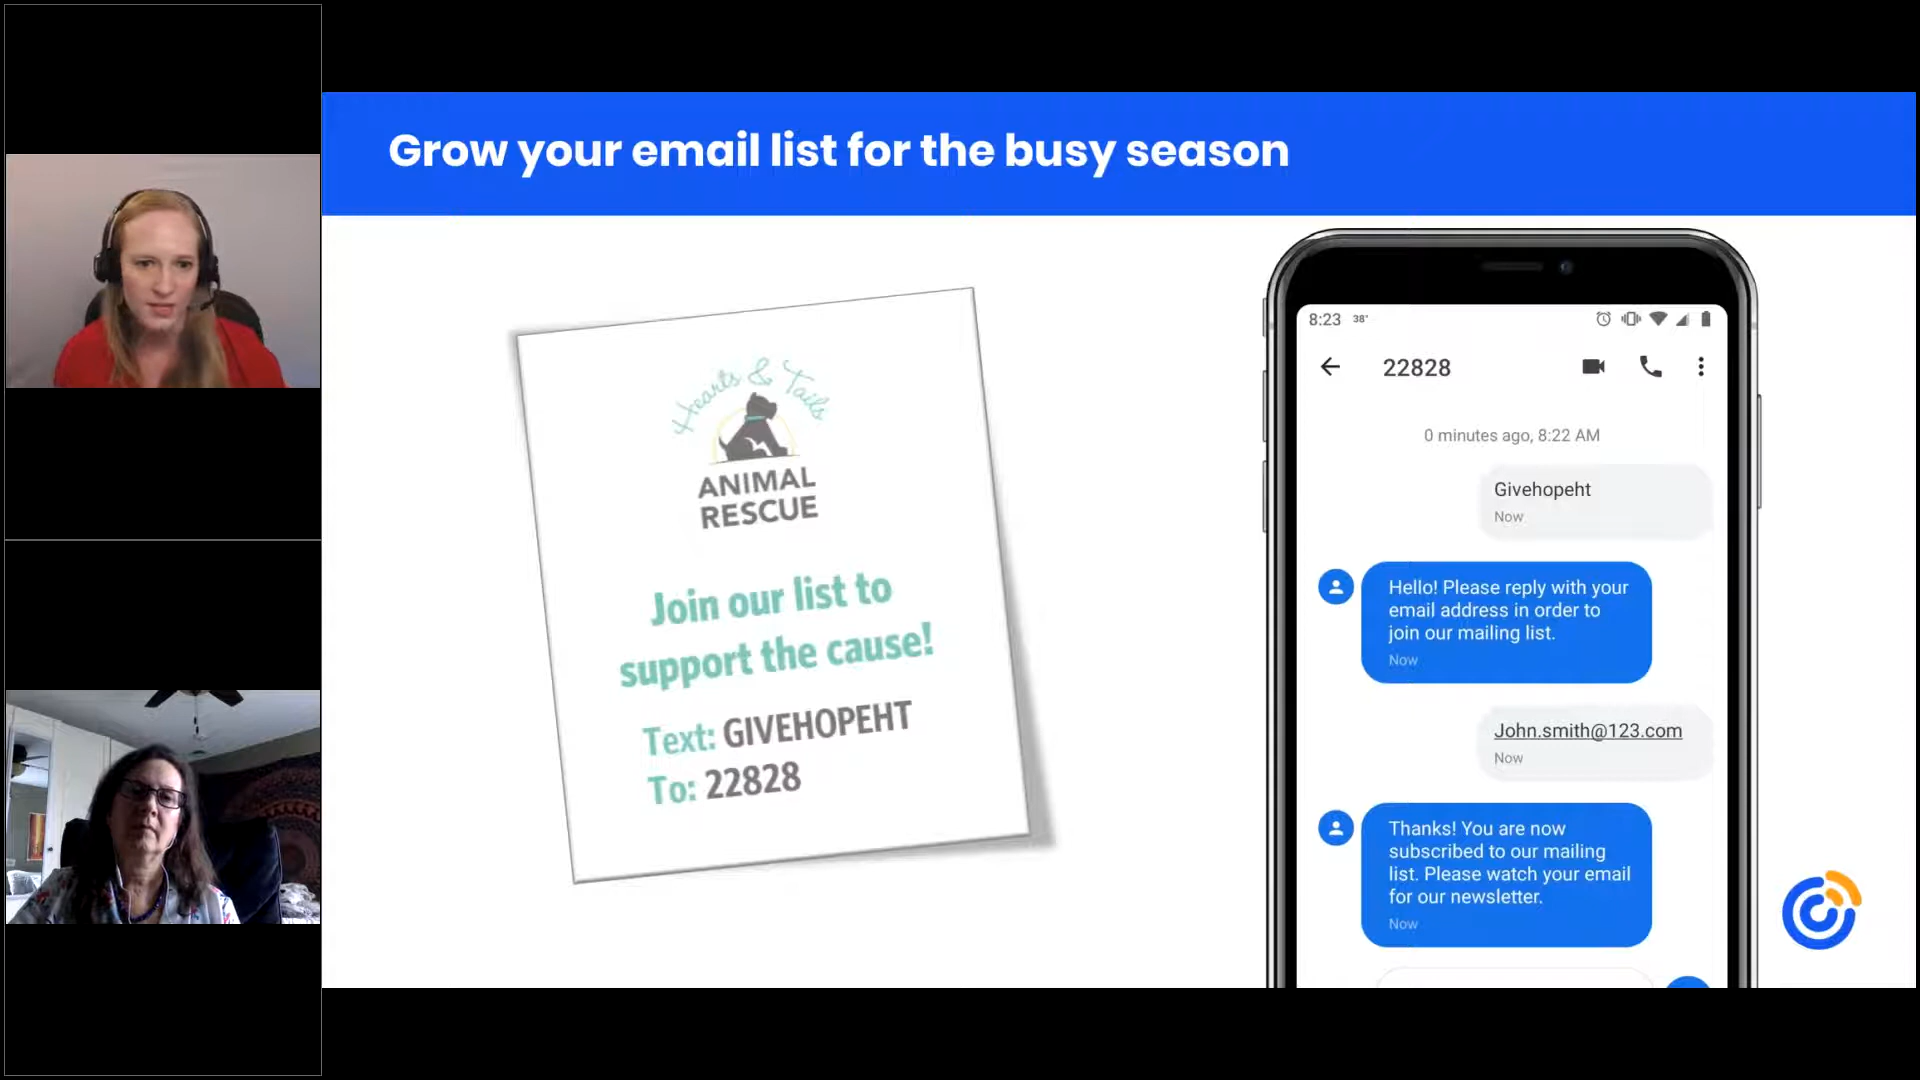 Grow your email list for the busy season
Hearts & Tails
ANIMAL
RESCUE
Join our list to
support the cause!
Text: GIVEHOPEHT
To: 22828
8:23 38°
22828
0 minutes ago, 8:22 AM
Givehopeht
Now
Hello! Please reply with your
email address in order to
join our mailing list.
Now
John.smith@123.com
Now
Thanks! You are now
subscribed to our mailing
list. Please watch your email
for our newsletter.
Now